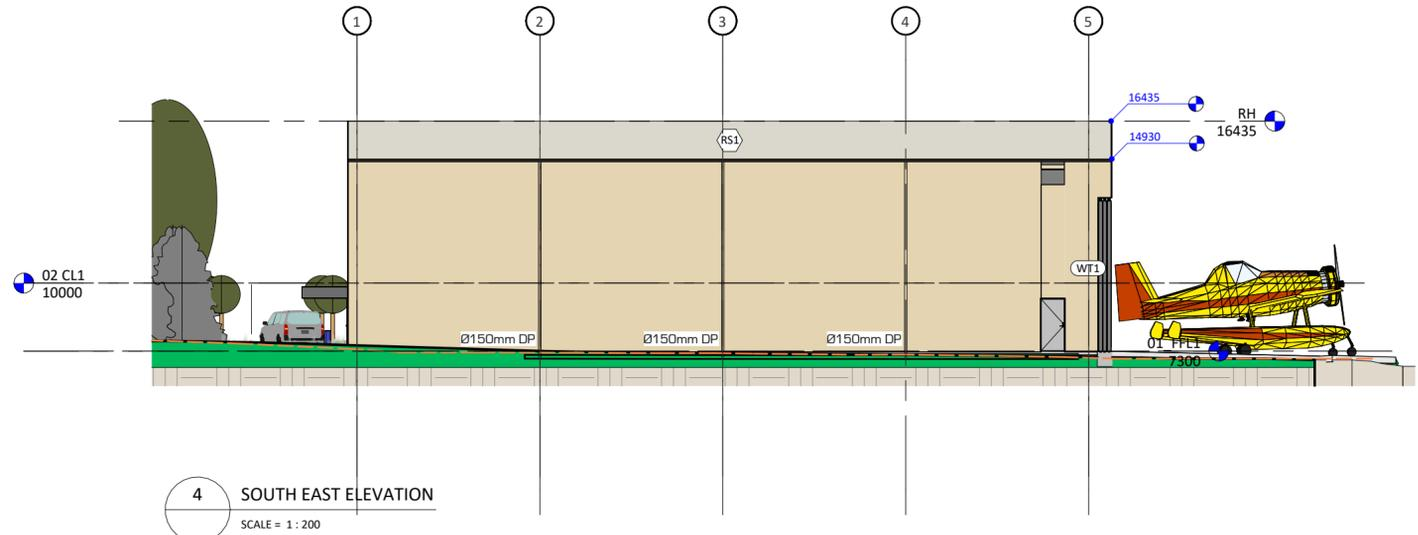 1
2
3
4
5
16435
RH
16435
14930
RS1
02 CL1
10000
WT1
Ø150mm DP
Ø150mm DP
Ø150mm DP
01 FFL1
7300
4
SOUTH EAST ELEVATION
SCALE = 1 : 200